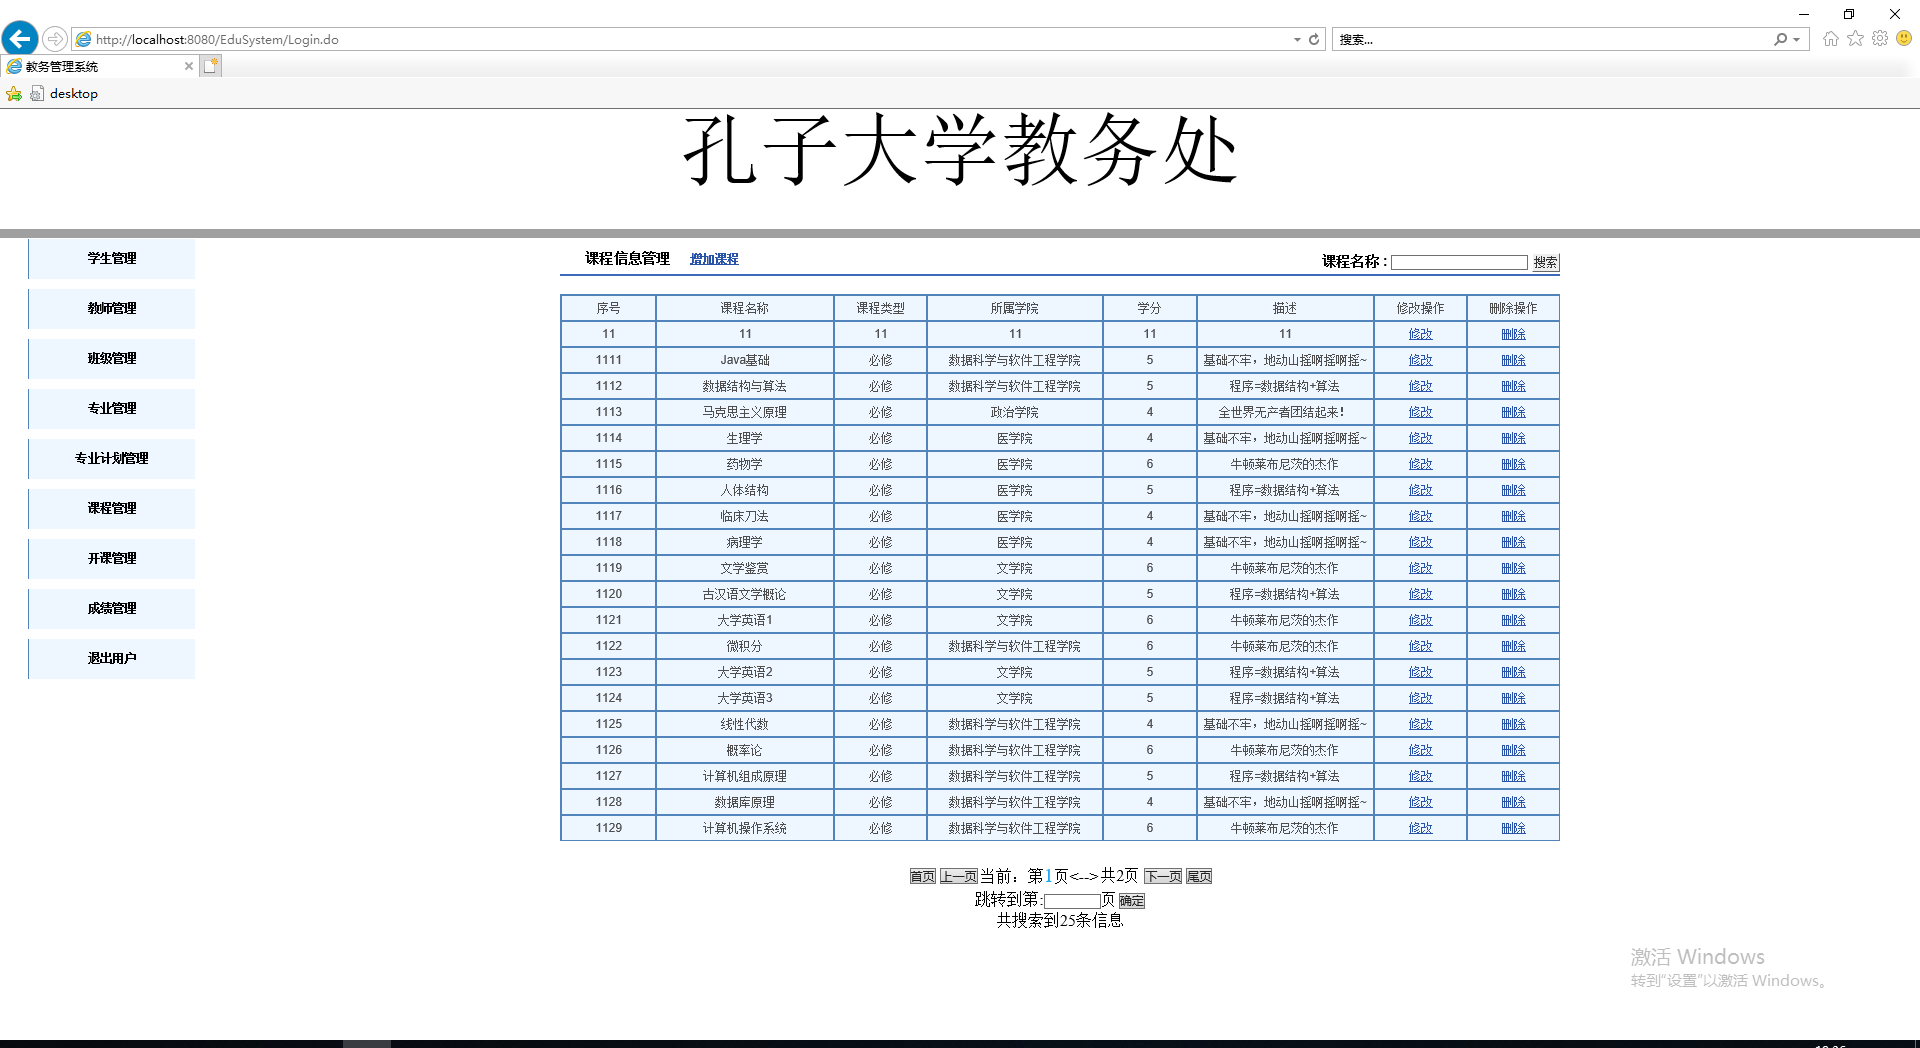 http://localhost:8080/EduSystem/Login.do
搜索...
教务管理系统
desktop
孔子大学教务处
学生管理
教师管理
班级管理
专业管理
专业计划管理
课程管理
开课管理
成绩管理
退出用户
课程信息管理 增加课程 课程名称： 搜索
序号 课程名称 课程类型 所属学院 学分 描述 修改操作 删除操作
11 11 11 11 11 11 修改 删除
1111 Java基础 必修 数据科学与软件工程学院 5 基础不牢，地动山摇啊摇啊摇~ 修改 删除
1112 数据结构与算法 必修 数据科学与软件工程学院 5 程序=数据结构+算法 修改 删除
1113 马克思主义原理 必修 政治学院 4 全世界无产者团结起来！ 修改 删除
1114 生理学 必修 医学院 4 基础不牢，地动山摇啊摇啊摇~ 修改 删除
1115 药物学 必修 医学院 6 牛顿莱布尼茨的杰作 修改 删除
1116 人体结构 必修 医学院 5 程序=数据结构+算法 修改 删除
1117 临床刀法 必修 医学院 4 基础不牢，地动山摇啊摇啊摇~ 修改 删除
1118 病理学 必修 医学院 4 基础不牢，地动山摇啊摇啊摇~ 修改 删除
1119 文学鉴赏 必修 文学院 6 牛顿莱布尼茨的杰作 修改 删除
1120 古汉语文学概论 必修 文学院 5 程序=数据结构+算法 修改 删除
1121 大学英语1 必修 文学院 6 牛顿莱布尼茨的杰作 修改 删除
1122 微积分 必修 数据科学与软件工程学院 6 牛顿莱布尼茨的杰作 修改 删除
1123 大学英语2 必修 文学院 5 程序=数据结构+算法 修改 删除
1124 大学英语3 必修 文学院 5 程序=数据结构+算法 修改 删除
1125 线性代数 必修 数据科学与软件工程学院 4 基础不牢，地动山摇啊摇啊摇~ 修改 删除
1126 概率论 必修 数据科学与软件工程学院 6 牛顿莱布尼茨的杰作 修改 删除
1127 计算机组成原理 必修 数据科学与软件工程学院 5 程序=数据结构+算法 修改 删除
1128 数据库原理 必修 数据科学与软件工程学院 4 基础不牢，地动山摇啊摇啊摇~ 修改 删除
1129 计算机操作系统 必修 数据科学与软件工程学院 6 牛顿莱布尼茨的杰作 修改 删除
首页 上一页 当前：第1页<-->共2页 下一页 尾页
跳转到第: 页 确定
共搜索到25条信息
激活 Windows
转到“设置”以激活 Windows。